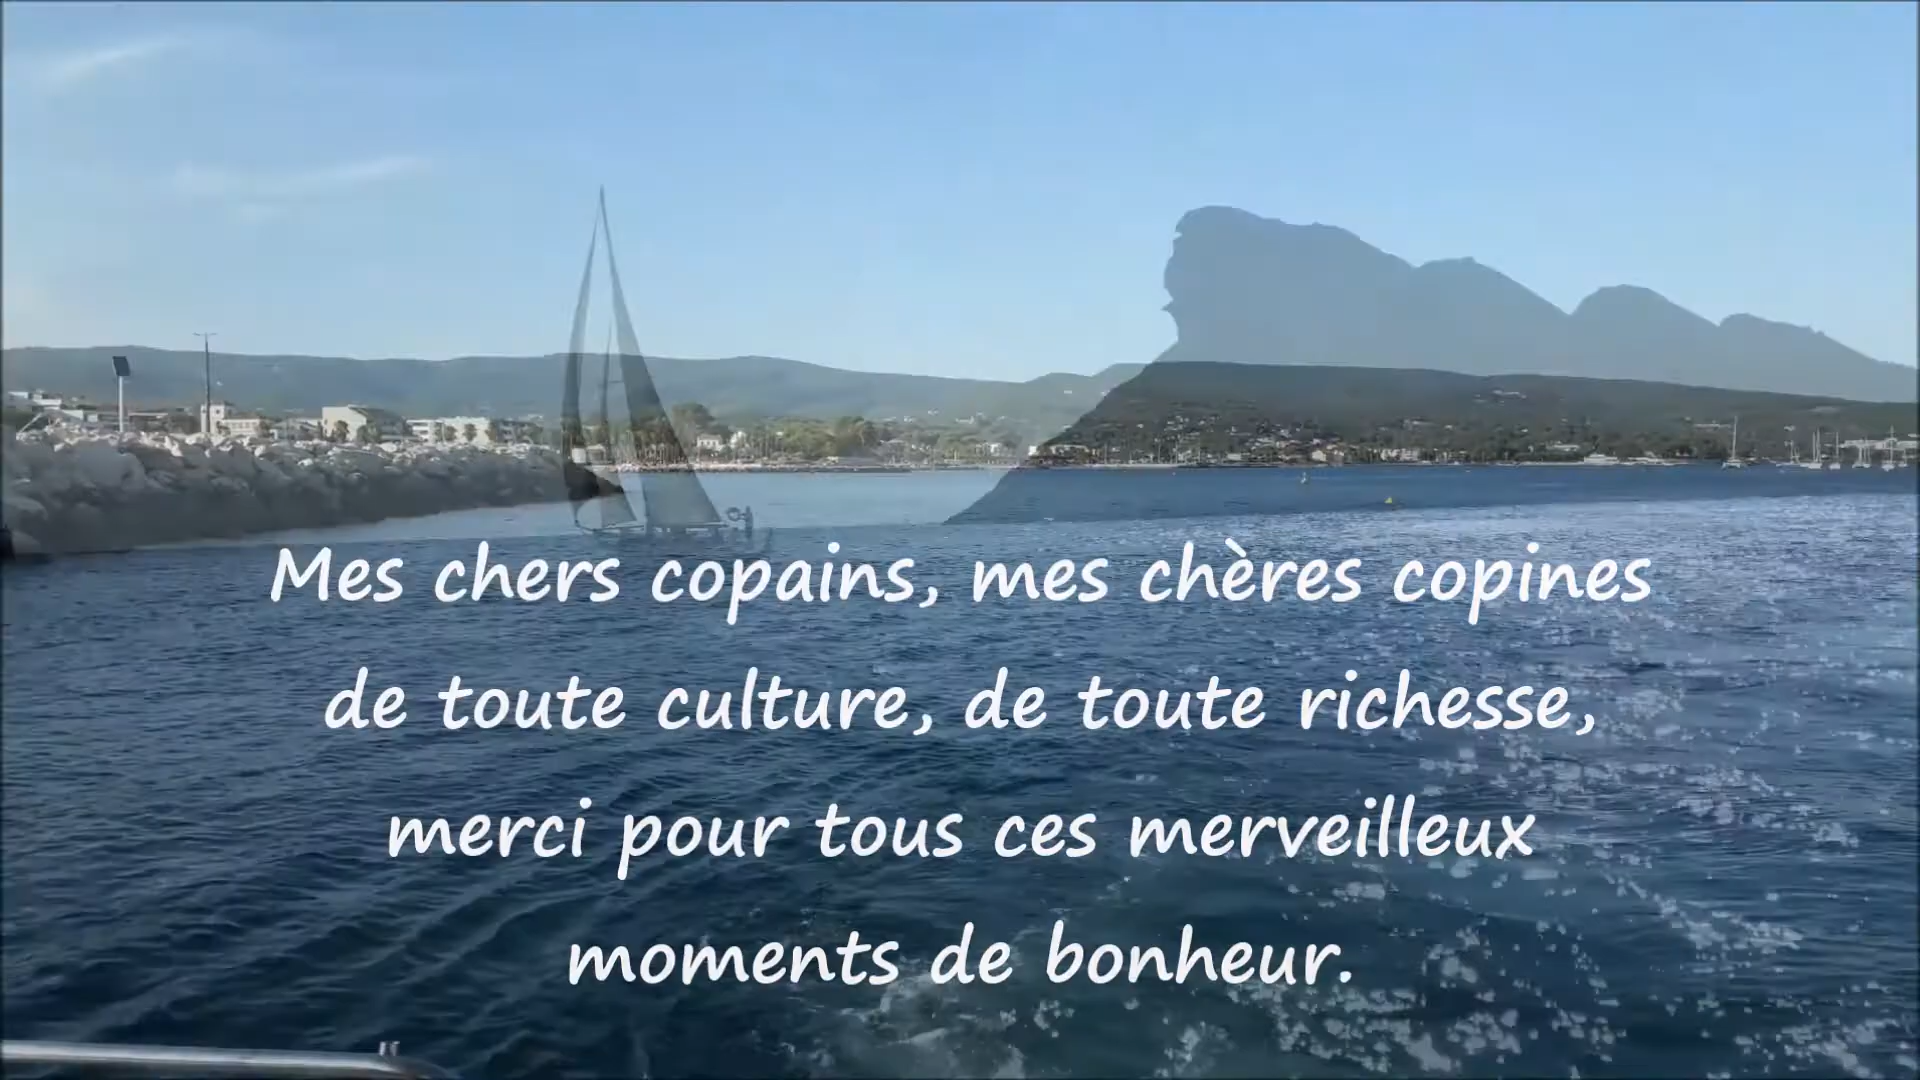 Mes chers copains, mes chères copines
de toute culture, de toute richesse,
merci pour tous ces merveilleux
moments de bonheur.